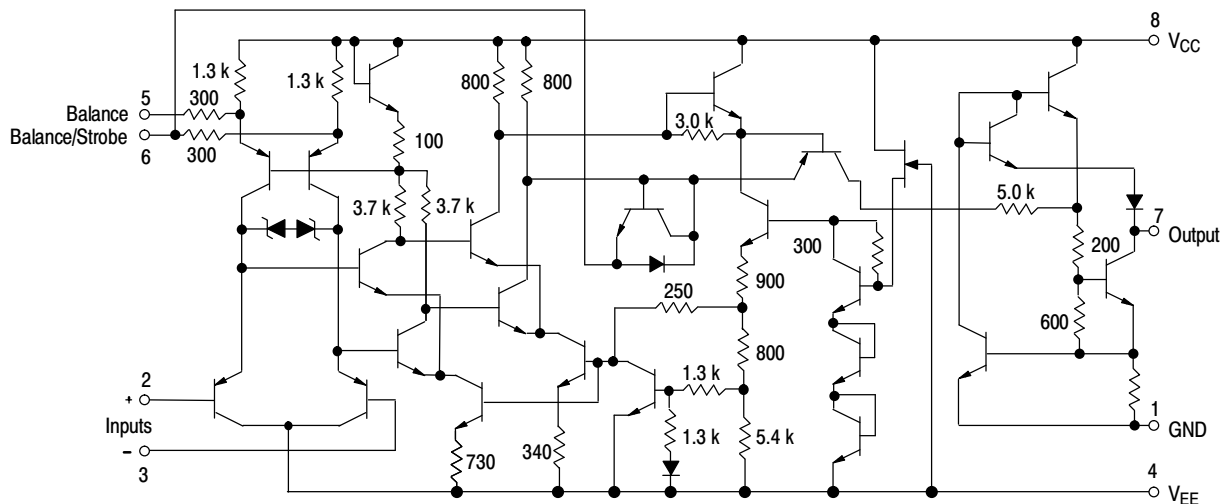 8
V_CC
1.3 k
1.3 k
800
800
5
300
Balance
Balance/Strobe
6
300
100
3.0 k
3.7 k
3.7 k
5.0 k
7
Output
300
200
900
250
600
800
2
+
Inputs
–
3
1.3 k
1.3 k
5.4 k
730
340
1
GND
4
V_EE